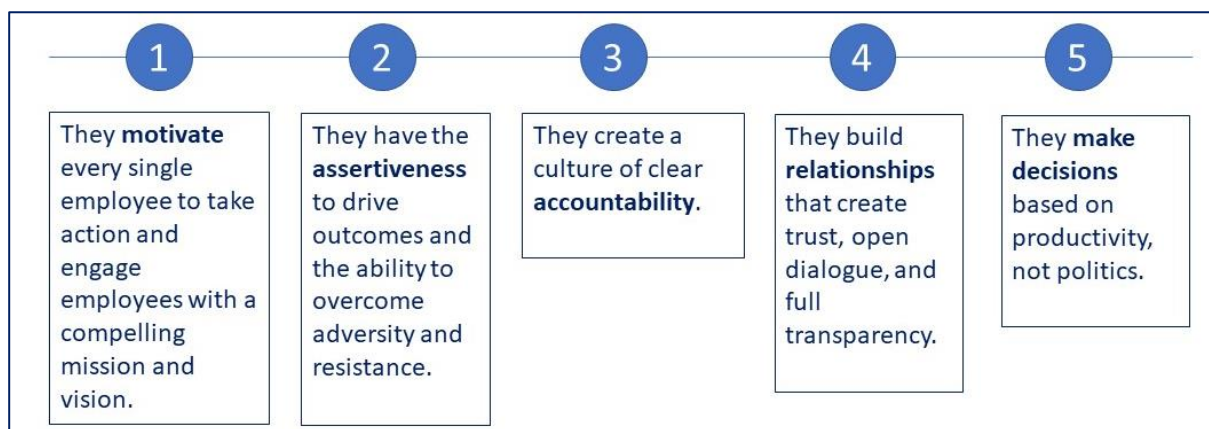 1
They motivate
every single
employee to take
action and
engage
employees with a
compelling
mission and
vision.
2
They have the
assertiveness
to drive
outcomes and
the ability to
overcome
adversity and
resistance.
3
They create a
culture of clear
accountability.
4
They build
relationships
that create
trust, open
dialogue, and
full
transparency.
5
They make
decisions
based on
productivity,
not politics.